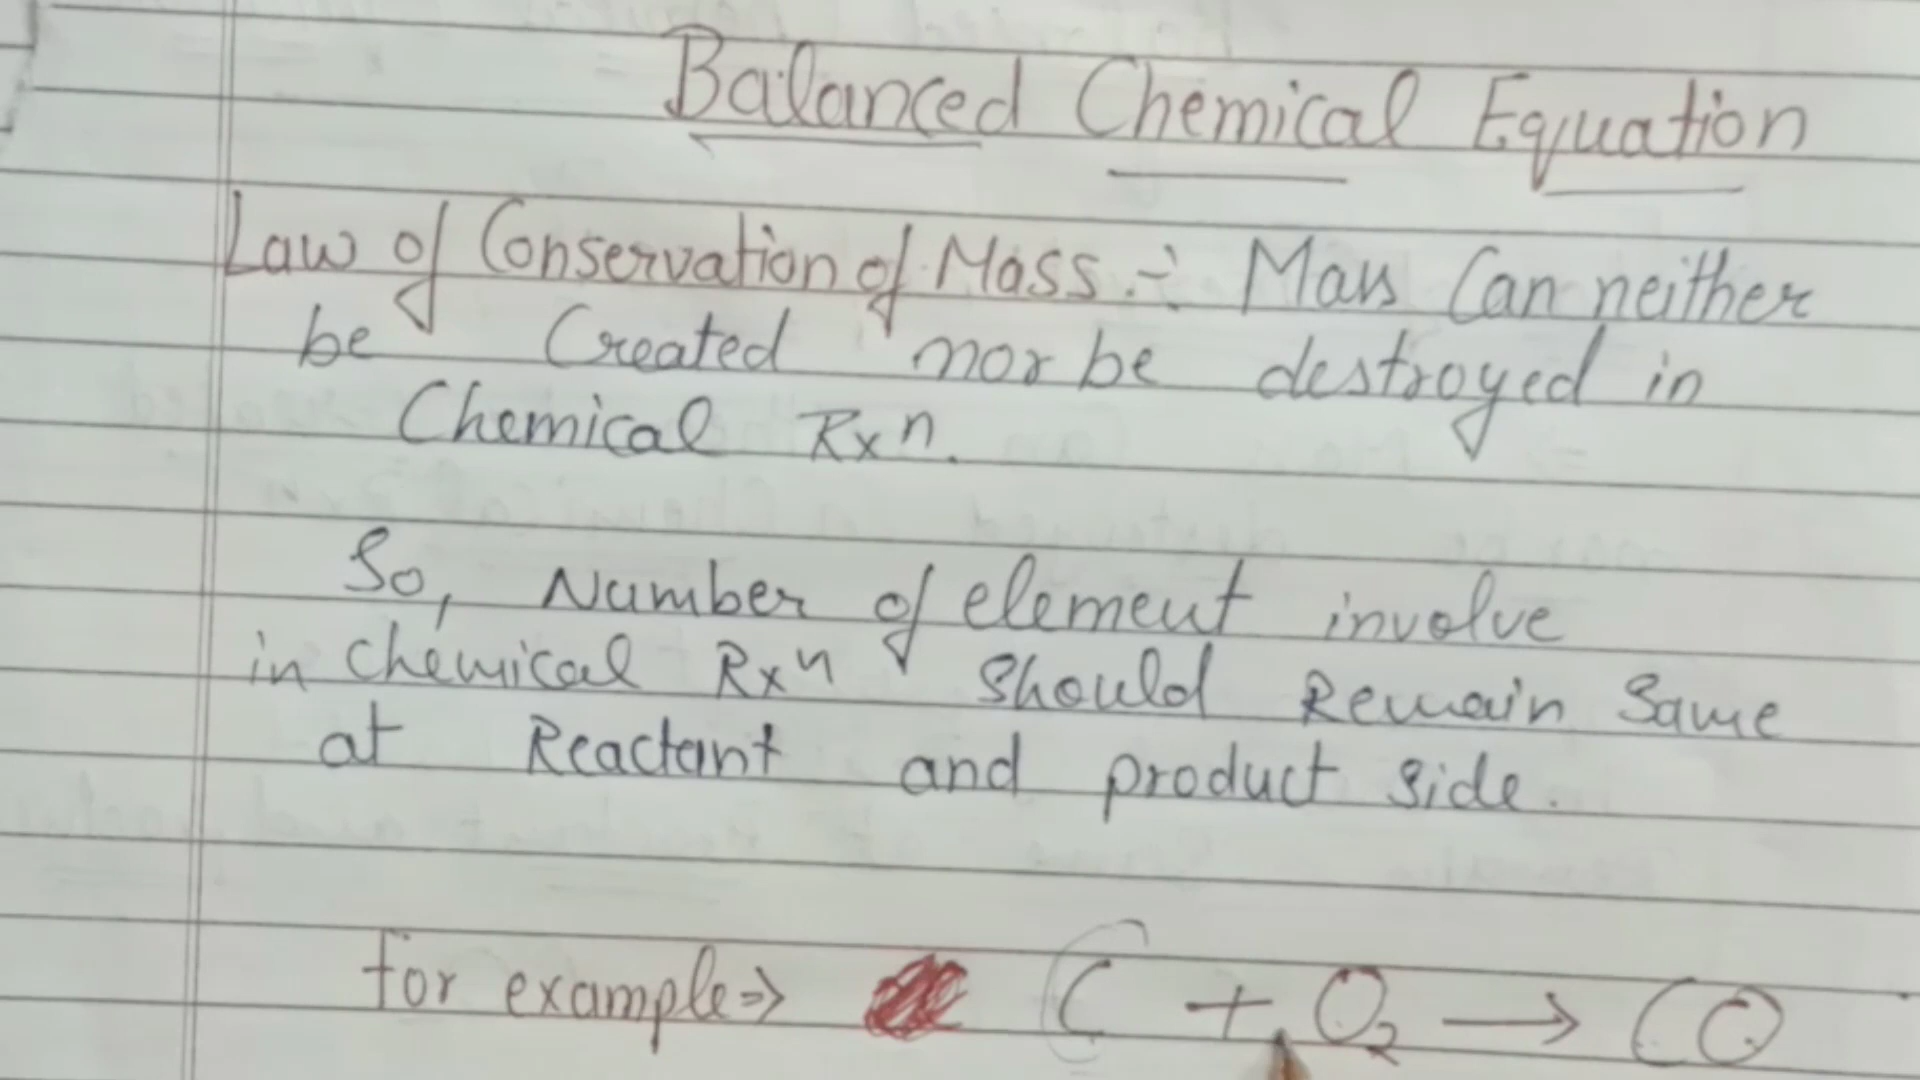 Balanced Chemical Equation
Law of Conservation of Mass :- Mass Can neither
be Created nor be destroyed in
Chemical Rxn.
So, Number of element involve
in chemical Rxn should Remain Same
at Reactant and product side.
for example => C + O2 → CO